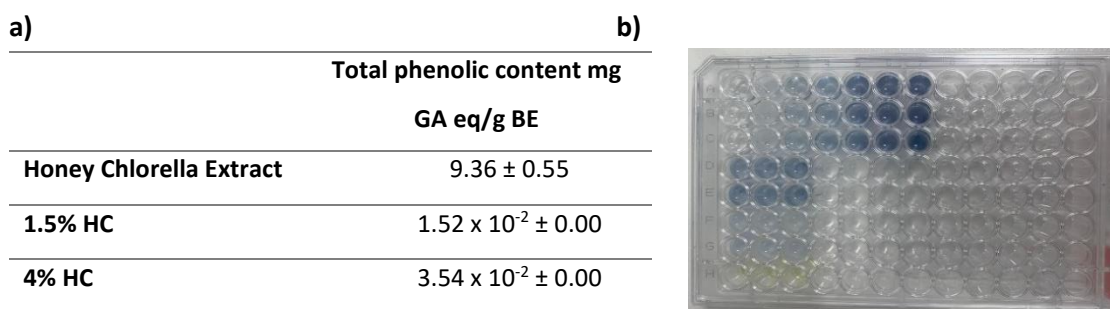 a)
b)
Total phenolic content mg
GA eq/g BE
Honey Chlorella Extract 9.36 ± 0.55
1.5% HC 1.52 x 10⁻² ± 0.00
4% HC 3.54 x 10⁻² ± 0.00
A
B
C
D
E
F
G
H